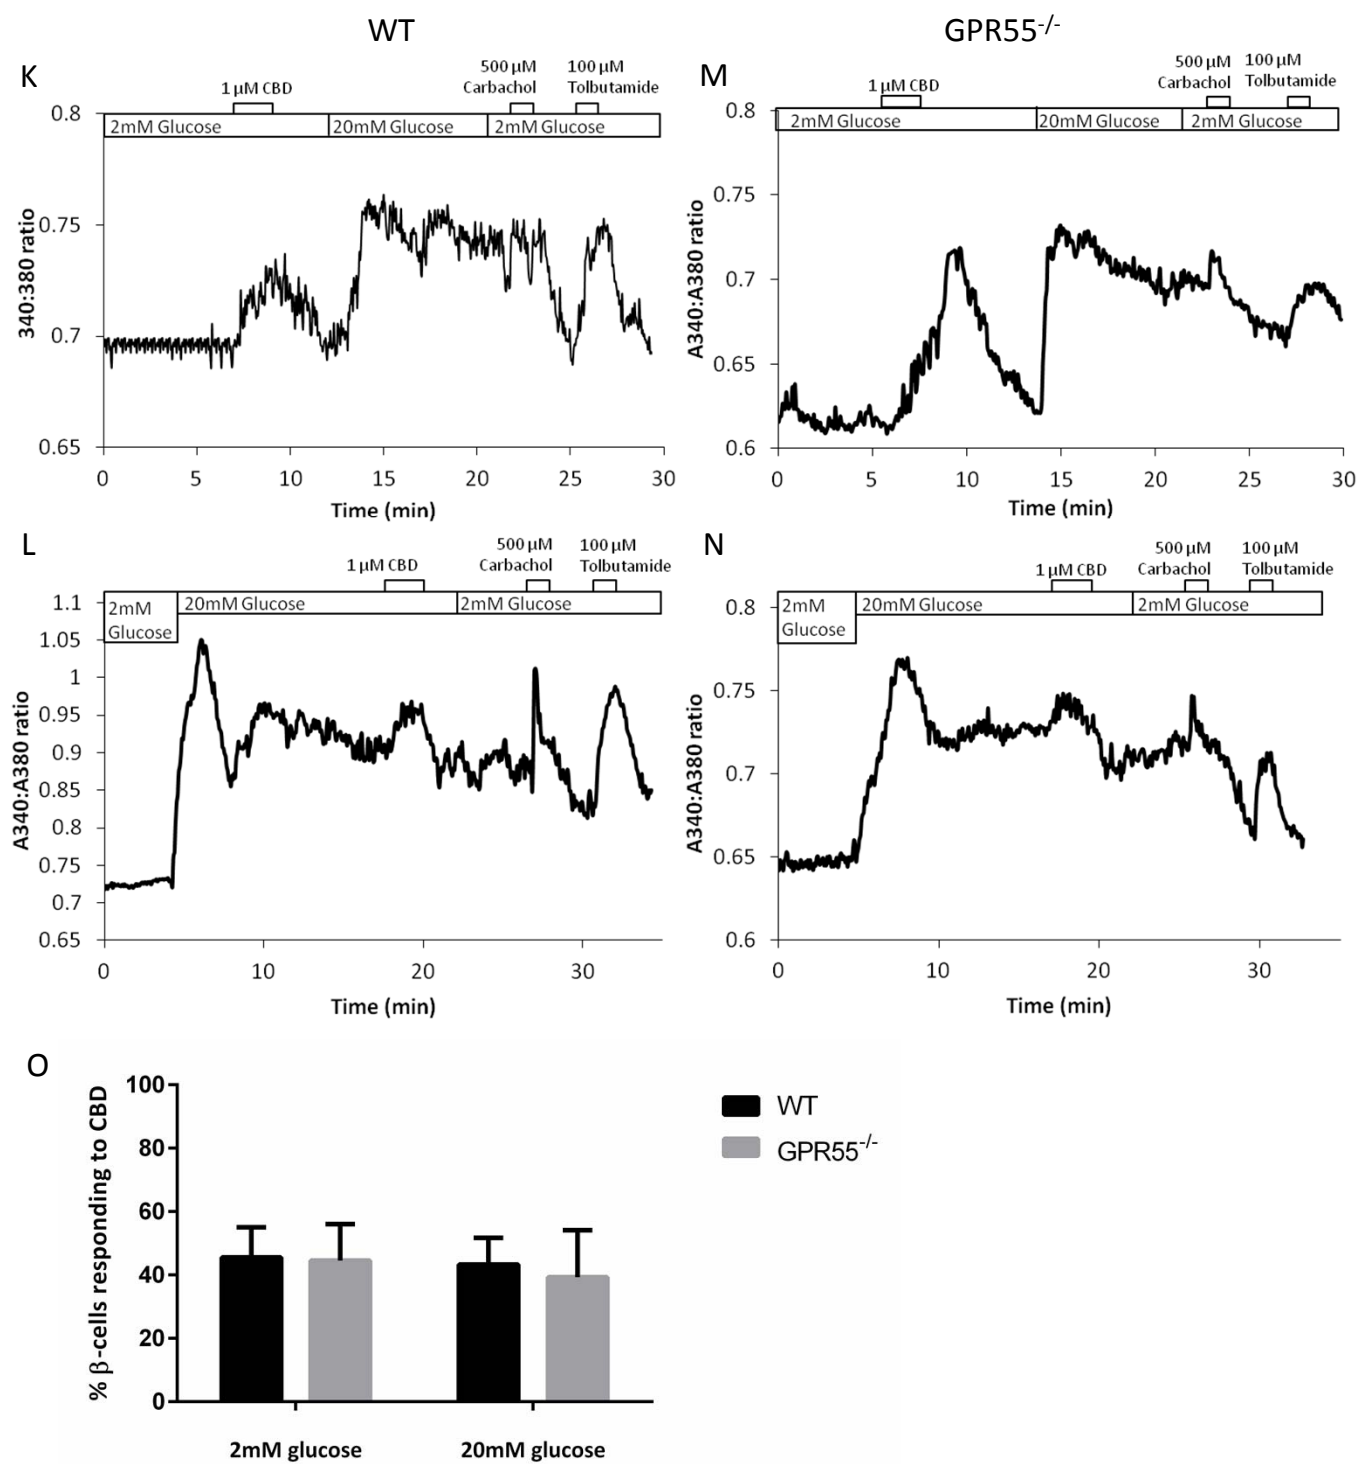 WT
GPR55-/-
K
1 µM CBD
500 µM
Carbachol
100 µM
Tolbutamide
2mM Glucose
20mM Glucose
2mM Glucose
340:380 ratio
0.8
0.75
0.7
0.65
0 5 10 15 20 25 30
Time (min)
M
1 µM CBD
500 µM
Carbachol
100 µM
Tolbutamide
2mM Glucose
20mM Glucose
2mM Glucose
A340:A380 ratio
0.8
0.75
0.7
0.65
0.6
0 5 10 15 20 25 30
Time (min)
L
1 µM CBD
500 µM
Carbachol
100 µM
Tolbutamide
2mM
Glucose
20mM Glucose
2mM Glucose
A340:A380 ratio
1.1
1.05
1
0.95
0.9
0.85
0.8
0.75
0.7
0.65
0 10 20 30
Time (min)
N
1 µM CBD
500 µM
Carbachol
100 µM
Tolbutamide
2mM
Glucose
20mM Glucose
2mM Glucose
A340:A380 ratio
0.8
0.75
0.7
0.65
0.6
0 10 20 30
Time (min)
O
% β-cells responding to CBD
100
80
60
40
20
0
2mM glucose
20mM glucose
WT
GPR55-/-